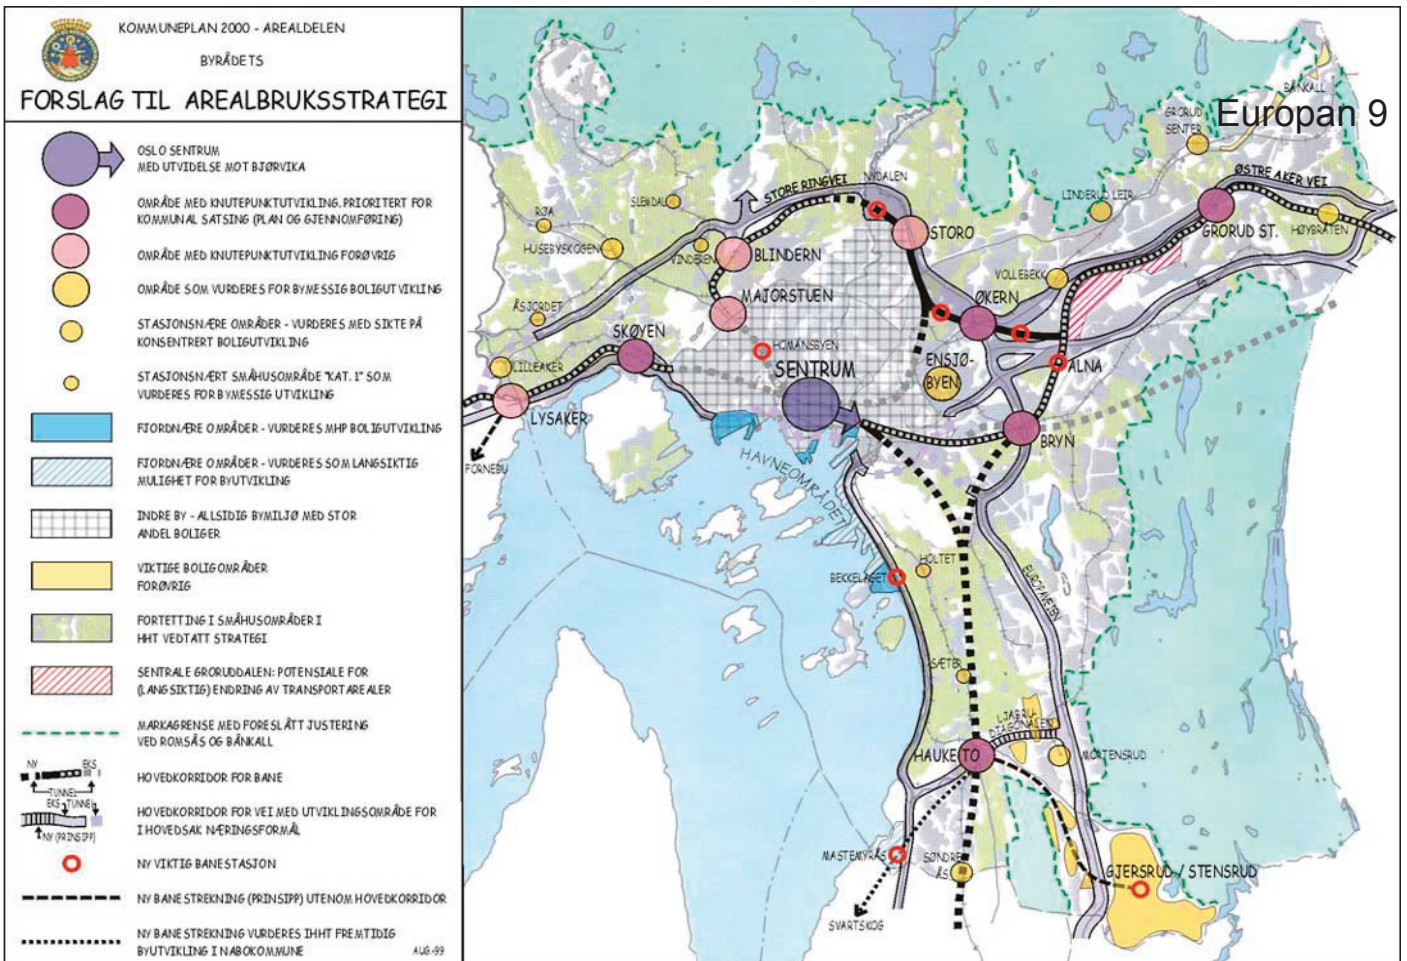 KOMMUNEPLAN 2000 - AREALDELEN
BYRÅDETS
FORSLAG TIL AREALBRUKSSTRATEGI
OSLO SENTRUM
MED UTVIDELSE MOT BJØRVIKA
OMRÅDE MED KNUTEPUNKTUTVIKLING. PRIORITERT FOR
KOMMUNAL SATSING (PLAN OG GJENNOMFØRING)
OMRÅDE MED KNUTEPUNKTUTVIKLING FORØVRIG
OMRÅDE SOM VURDERES FOR BYMESSIG BOLIGUTVIKLING
STASJONSNÆRE OMRÅDER - VURDERES MED SIKTE PÅ
KONSENTRERT BOLIGUTVIKLING
STASJONSNÆRT SMÅHUSOMRÅDE "KAT. 1" SOM
VURDERES FOR BYMESSIG UTVIKLING
FJORDNÆRE OMRÅDER - VURDERES MHP BOLIGUTVIKLING
FJORDNÆRE OMRÅDER - VURDERES SOM LANGSIKTIG
MULIGHET FOR BYUTVIKLING
INDRE BY - ALLSIDIG BYMILJØ MED STOR
ANDEL BOLIGER
VIKTIGE BOLIGOMRÅDER
FORØVRIG
FORTETTING I SMÅHUSOMRÅDER I
HHT VEDTATT STRATEGI
SENTRALE GRORUDDALEN: POTENSIALE FOR
(LANGSIKTIG) ENDRING AV TRANSPORTAREALER
MARKAGRENSE MED FORESLÅTT JUSTERING
VED ROMSÅS OG BÅNKALL
NY EKS
TUNNEL
HOVEDKORRIDOR FOR BANE
EKS TUNNEL
NY (PRINSIPP)
HOVEDKORRIDOR FOR VEI MED UTVIKLINGSOMRÅDE FOR
I HOVEDSAK NÆRINGSFORMÅL
NY VIKTIG BANESTASJON
NY BANESTREKNING (PRINSIPP) UTENOM HOVEDKORRIDOR
NY BANESTREKNING VURDERES IHHT FREMTIDIG
BYUTVIKLING I NABOKOMMUNE
AUG.-99
Europan 9
BÅNKALL
GRORUD
SENTER
ØSTRE AKER VEI
NYDALEN
STORE RINGVEI
LINDERUD LEIR
SLEMDAL
RØA
HUSEBYSKOGEN
VINDEREN
BLINDERN
STORO
GRORUD ST.
HØYBRÅTEN
VOLLEBEKK
MAJORSTUEN
ØKERN
ÅSJORDET
SKØYEN
HOMANSBYEN
LILLEAKER
SENTRUM
ENSJØ-
BYEN
ALNA
LYSAKER
BRYN
FORNEBU
HAVNEOMRÅDET
HOLTET
BEKKELAGET
EUROPAVEIEN
SÆTER
LJABRU-
DIAGONALEN
HAUKETO
MORTENSRUD
MASTEMYRÅS
SØNDRE
ÅS
GJERSRUD / STENSRUD
SVARTSKOG